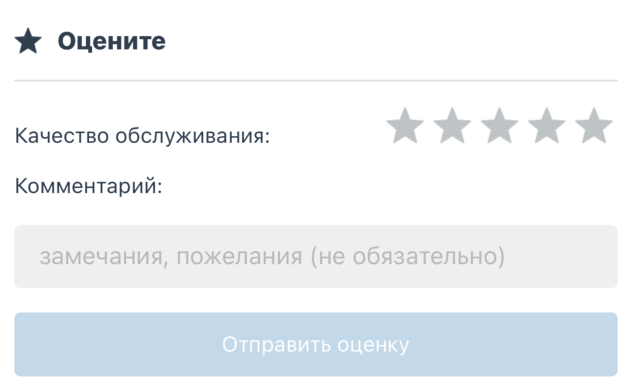 Оцените
Качество обслуживания:
Комментарий:
замечания, пожелания (не обязательно)
Отправить оценку